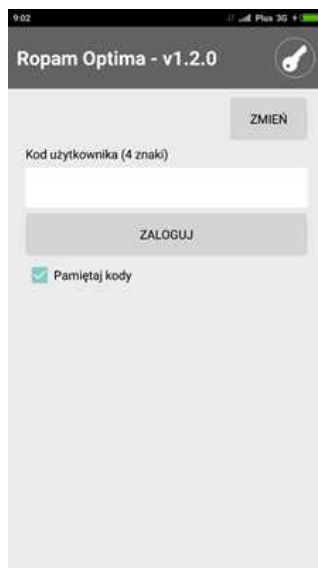 9:02 Plus 3G
Ropam Optima - v1.2.0
ZMIEŃ
Kod użytkownika (4 znaki)
ZALOGUJ
Pamiętaj kody